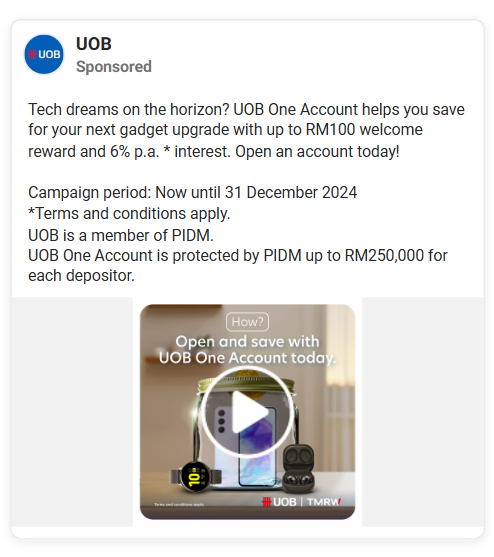 UOB
UOB
Sponsored
Tech dreams on the horizon? UOB One Account helps you save
for your next gadget upgrade with up to RM100 welcome
reward and 6% p.a. * interest. Open an account today!
Campaign period: Now until 31 December 2024
*Terms and conditions apply.
UOB is a member of PIDM.
UOB One Account is protected by PIDM up to RM250,000 for
each depositor.
How?
Open and save with
UOB One Account today.
10
Terms and conditions apply.
UOB | TMRW